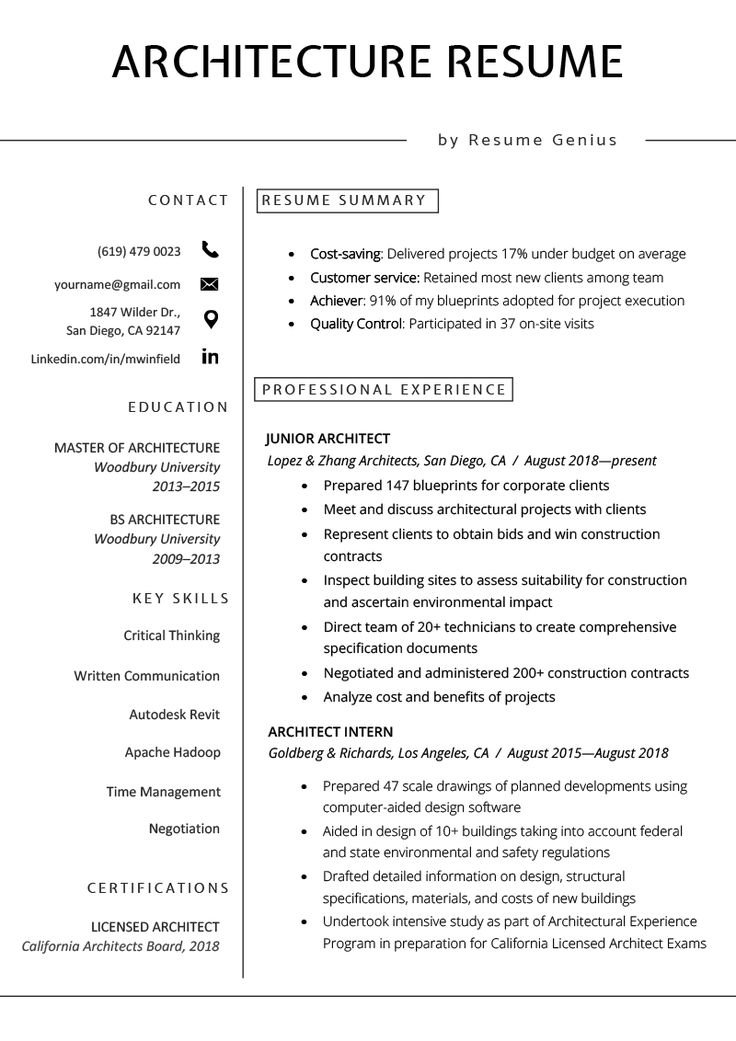 ARCHITECTURE RESUME
by Resume Genius
CONTACT
(619) 479 0023
yourname@gmail.com
1847 Wilder Dr.,
San Diego, CA 92147
Linkedin.com/in/mwinfield
in
EDUCATION
MASTER OF ARCHITECTURE
Woodbury University
2013–2015
BS ARCHITECTURE
Woodbury University
2009–2013
KEY SKILLS
Critical Thinking
Written Communication
Autodesk Revit
Apache Hadoop
Time Management
Negotiation
CERTIFICATIONS
LICENSED ARCHITECT
California Architects Board, 2018
RESUME SUMMARY
• Cost-saving: Delivered projects 17% under budget on average
• Customer service: Retained most new clients among team
• Achiever: 91% of my blueprints adopted for project execution
• Quality Control: Participated in 37 on-site visits
PROFESSIONAL EXPERIENCE
JUNIOR ARCHITECT
Lopez & Zhang Architects, San Diego, CA / August 2018—present
• Prepared 147 blueprints for corporate clients
• Meet and discuss architectural projects with clients
• Represent clients to obtain bids and win construction
contracts
• Inspect building sites to assess suitability for construction
and ascertain environmental impact
• Direct team of 20+ technicians to create comprehensive
specification documents
• Negotiated and administered 200+ construction contracts
• Analyze cost and benefits of projects
ARCHITECT INTERN
Goldberg & Richards, Los Angeles, CA / August 2015—August 2018
• Prepared 47 scale drawings of planned developments using
computer-aided design software
• Aided in design of 10+ buildings taking into account federal
and state environmental and safety regulations
• Drafted detailed information on design, structural
specifications, materials, and costs of new buildings
• Undertook intensive study as part of Architectural Experience
Program in preparation for California Licensed Architect Exams